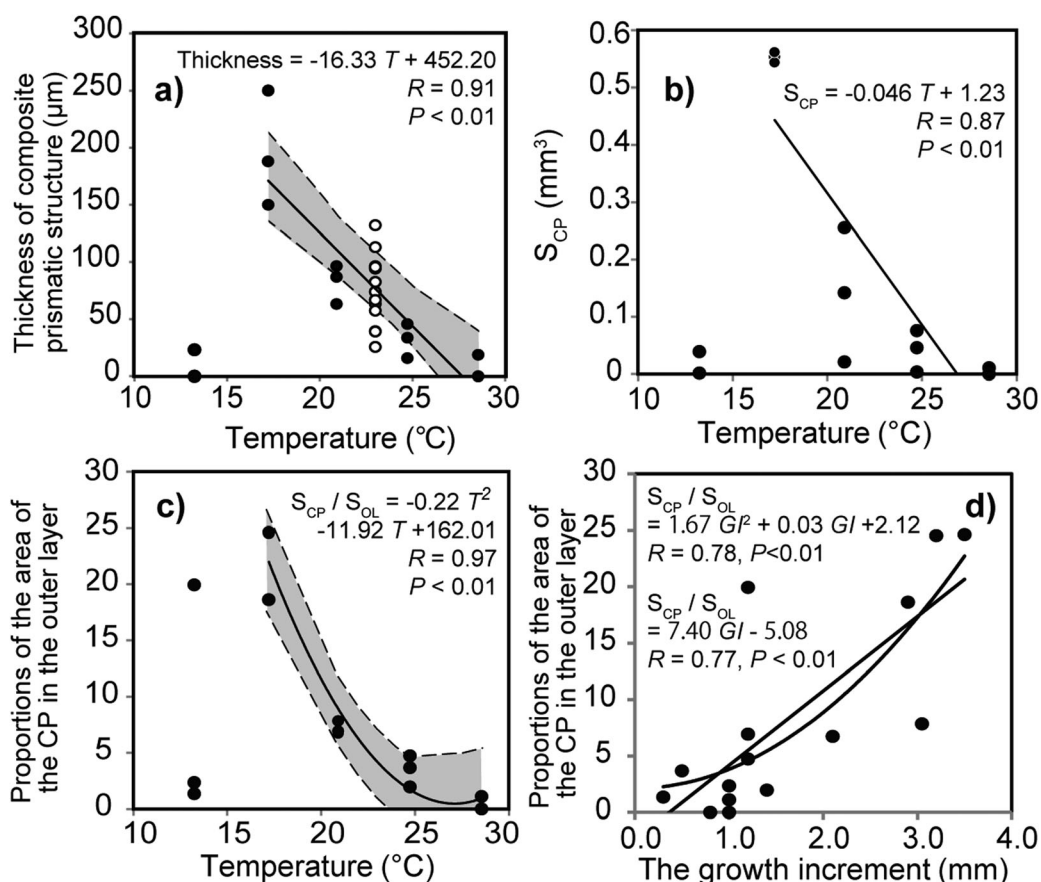 a)
Thickness = -16.33 T + 452.20
R = 0.91
P < 0.01
Thickness of composite
prismatic structure (μm)
300
250
200
150
100
50
0
10
15
20
25
30
Temperature (°C)
b)
S_CP = -0.046 T + 1.23
R = 0.87
P < 0.01
S_CP (mm³)
0.6
0.5
0.4
0.3
0.2
0.1
0
10
15
20
25
30
Temperature (°C)
c)
S_CP / S_OL = -0.22 T²
-11.92 T +162.01
R = 0.97
P < 0.01
Proportions of the area of
the CP in the outer layer
30
25
20
15
10
5
0
10
15
20
25
30
Temperature (°C)
d)
S_CP / S_OL
= 1.67 GI² + 0.03 GI +2.12
R = 0.78, P<0.01
S_CP / S_OL
= 7.40 GI - 5.08
R = 0.77, P < 0.01
Proportions of the area of
the CP in the outer layer
30
25
20
15
10
5
0
0.0
1.0
2.0
3.0
4.0
The growth increment (mm)